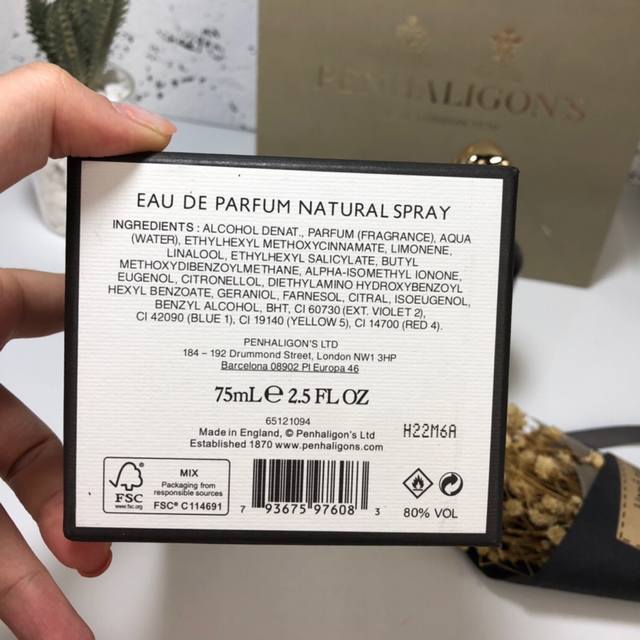 PENHALIGON'S
EAU DE PARFUM NATURAL SPRAY
INGREDIENTS : ALCOHOL DENAT., PARFUM (FRAGRANCE), AQUA
(WATER), ETHYLHEXYL METHOXYCINNAMATE, LIMONENE,
LINALOOL, ETHYLHEXYL SALICYLATE, BUTYL
METHOXYDIBENZOYLMETHANE, ALPHA-ISOMETHYL IONONE,
EUGENOL, CITRONELLOL, DIETHYLAMINO HYDROXYBENZOYL
HEXYL BENZOATE, GERANIOL, FARNESOL, CITRAL, ISOEUGENOL,
BENZYL ALCOHOL, BHT, CI 60730 (EXT. VIOLET 2),
CI 42090 (BLUE 1), CI 19140 (YELLOW 5), CI 14700 (RED 4).
PENHALIGON'S LTD
184 – 192 Drummond Street, London NW1 3HP
Barcelona 08902 Pl Europa 46
75mL e 2.5 FL OZ
65121094
Made in England, © Penhaligon's Ltd
Established 1870 www.penhaligons.com
H22M6A
FSC
www.fsc.org
MIX
Packaging from
responsible sources
FSC® C114691
7 93675 97608 3
80% VOL